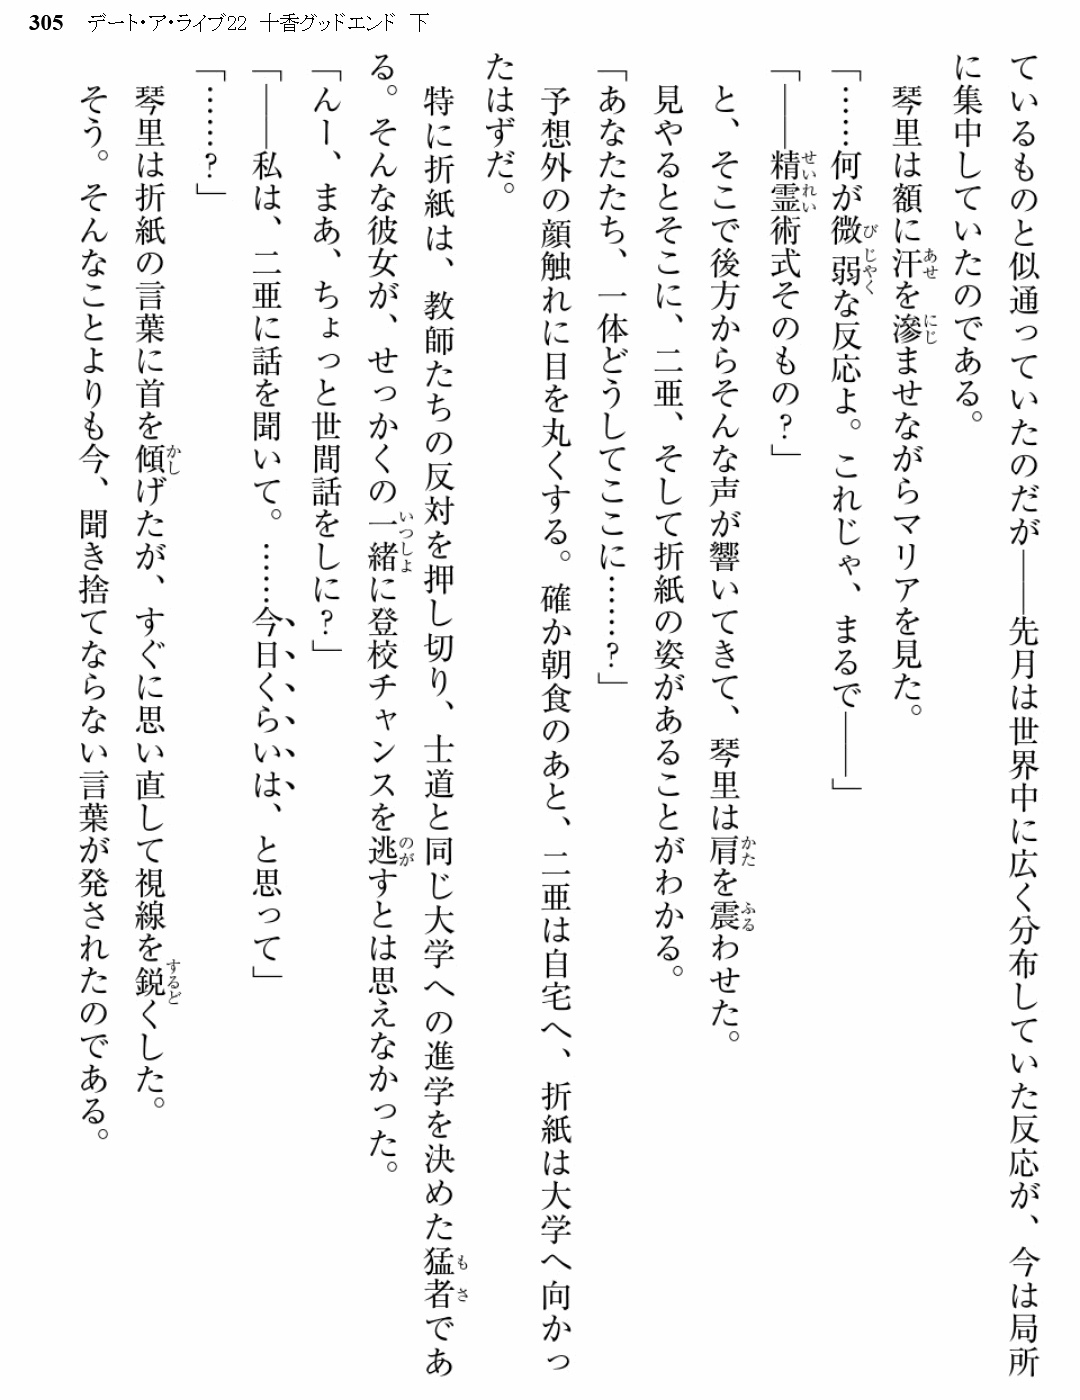 305 デート・ア・ライブ22 十香グッドエンド 下
ているものと似通っていたのだが――先月は世界中に広く分布していた反応が、今は局所
に集中していたのである。
琴里は額に汗を滲ませながらマリアを見た。
「……何が微弱な反応よ。これじゃ、まるで――」
「――精霊術式そのもの？」
と、そこで後方からそんな声が響いてきて、琴里は肩を震わせた。
見やるとそこに、二亜、そして折紙の姿があることがわかる。
「あなたたち、一体どうしてここに……？」
予想外の顔触れに目を丸くする。確か朝食のあと、二亜は自宅へ、折紙は大学へ向かっ
たはずだ。
特に折紙は、教師たちの反対を押し切り、士道と同じ大学への進学を決めた猛者であ
る。そんな彼女が、せっかくの一緒に登校チャンスを逃すとは思えなかった。
「んー、まあ、ちょっと世間話をしに？」
「――私は、二亜に話を聞いて。……今日くらいは、と思って」
「……？」
琴里は折紙の言葉に首を傾げたが、すぐに思い直して視線を鋭くした。
そう。そんなことよりも今、聞き捨てならない言葉が発されたのである。